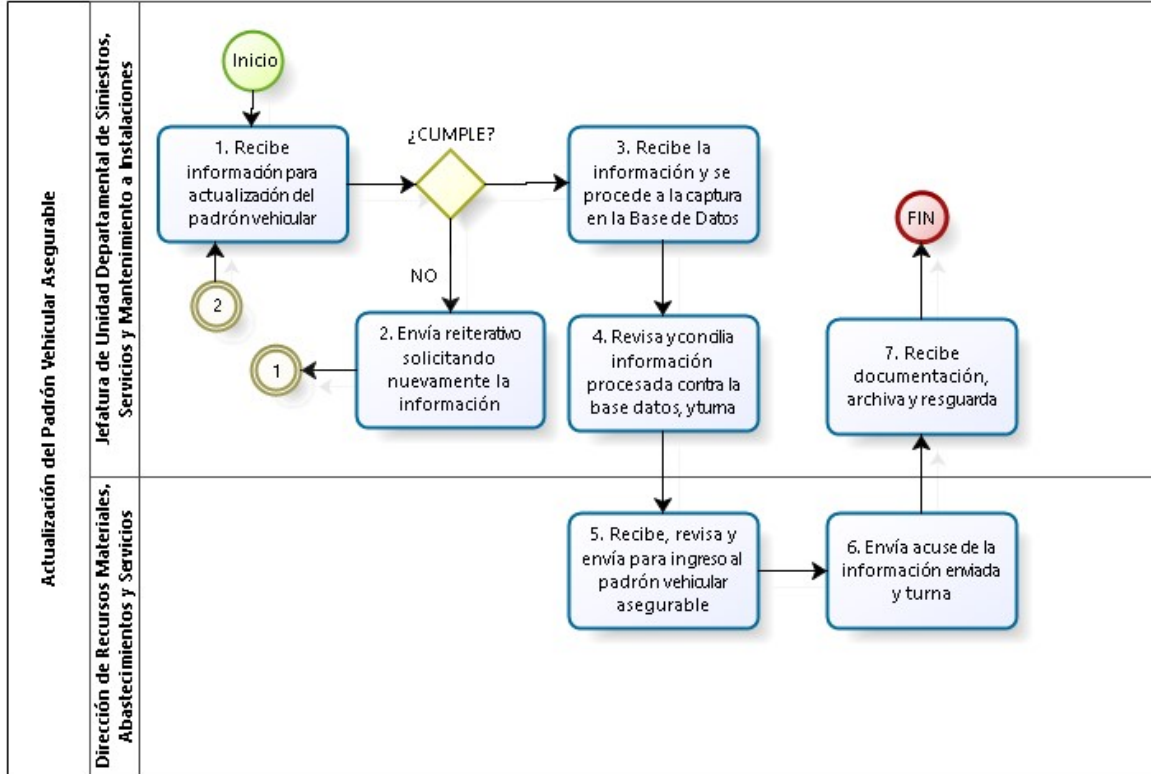 Actualización del Padrón Vehicular Asegurable
Jefatura de Unidad Departamental de Siniestros,
Servicios y Mantenimiento a Instalaciones
Inicio
1. Recibe
información para
actualización del
padrón vehicular
¿CUMPLE?
3. Recibe la
información y se
procede a la captura
en la Base de Datos
FIN
NO
2
1
2. Envía reiterativo
solicitando
nuevamente la
información
4. Revisa y concilia
información
procesada contra la
base datos, y turna
7. Recibe
documentación,
archiva y resguarda
Dirección de Recursos Materiales,
Abastecimientos y Servicios
5. Recibe, revisa y
envía para ingreso al
padrón vehicular
asegurable
6. Envía acuse de la
información enviada
y turna